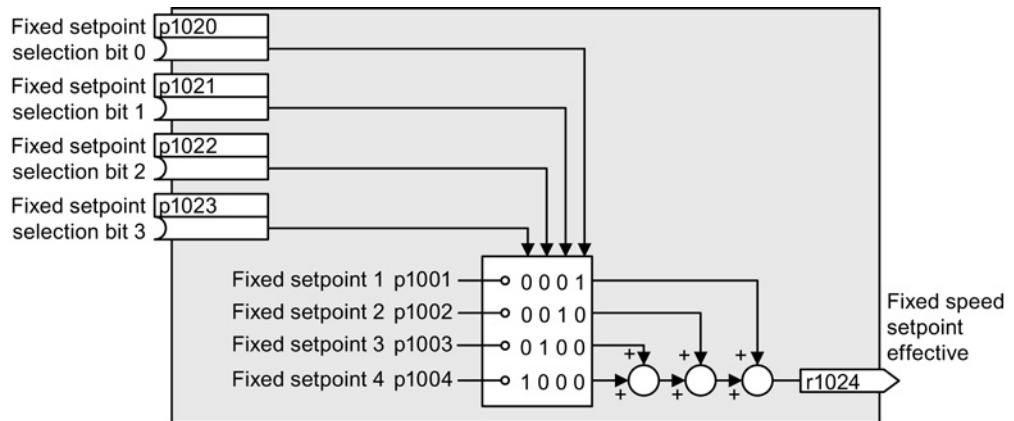 Fixed setpoint
selection bit 0
p1020
Fixed setpoint
selection bit 1
p1021
Fixed setpoint
selection bit 2
p1022
Fixed setpoint
selection bit 3
p1023
Fixed setpoint 1 p1001
0 0 0 1
Fixed setpoint 2 p1002
0 0 1 0
Fixed setpoint 3 p1003
0 1 0 0
Fixed setpoint 4 p1004
1 0 0 0
+ + +
+ + +
Fixed speed
setpoint
effective
r1024